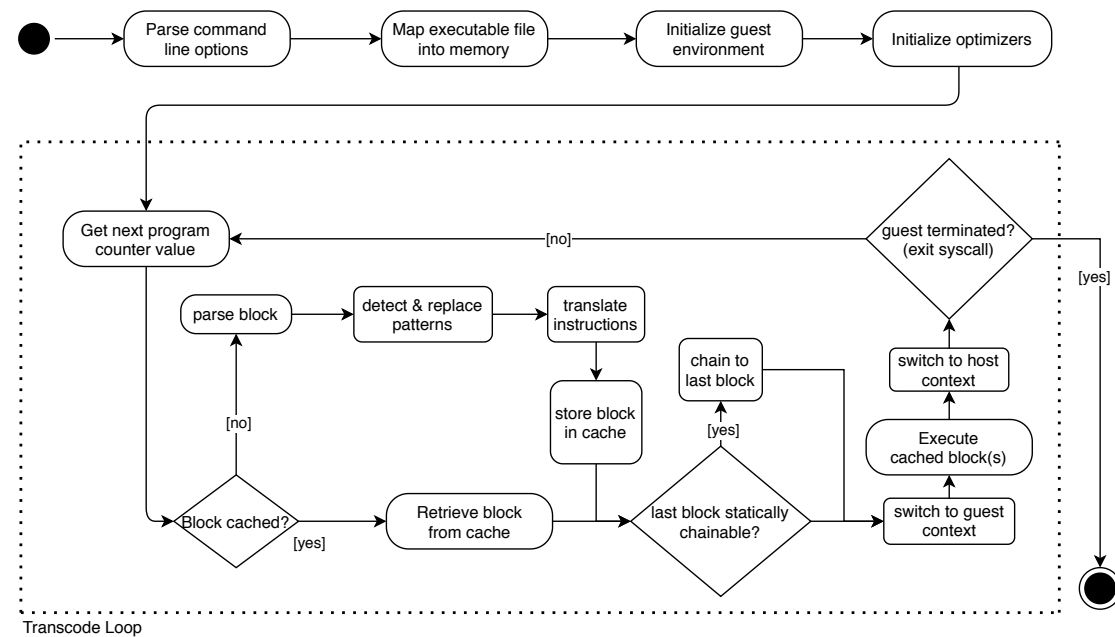 Parse command
line options
Map executable file
into memory
Initialize guest
environment
Initialize optimizers
Get next program
counter value
[no]
guest terminated?
(exit syscall)
[yes]
parse block
detect & replace
patterns
translate
instructions
chain to
last block
switch to host
context
store block
in cache
[no]
[yes]
Execute
cached block(s)
Block cached?
[yes]
Retrieve block
from cache
last block statically
chainable?
switch to guest
context
Transcode Loop